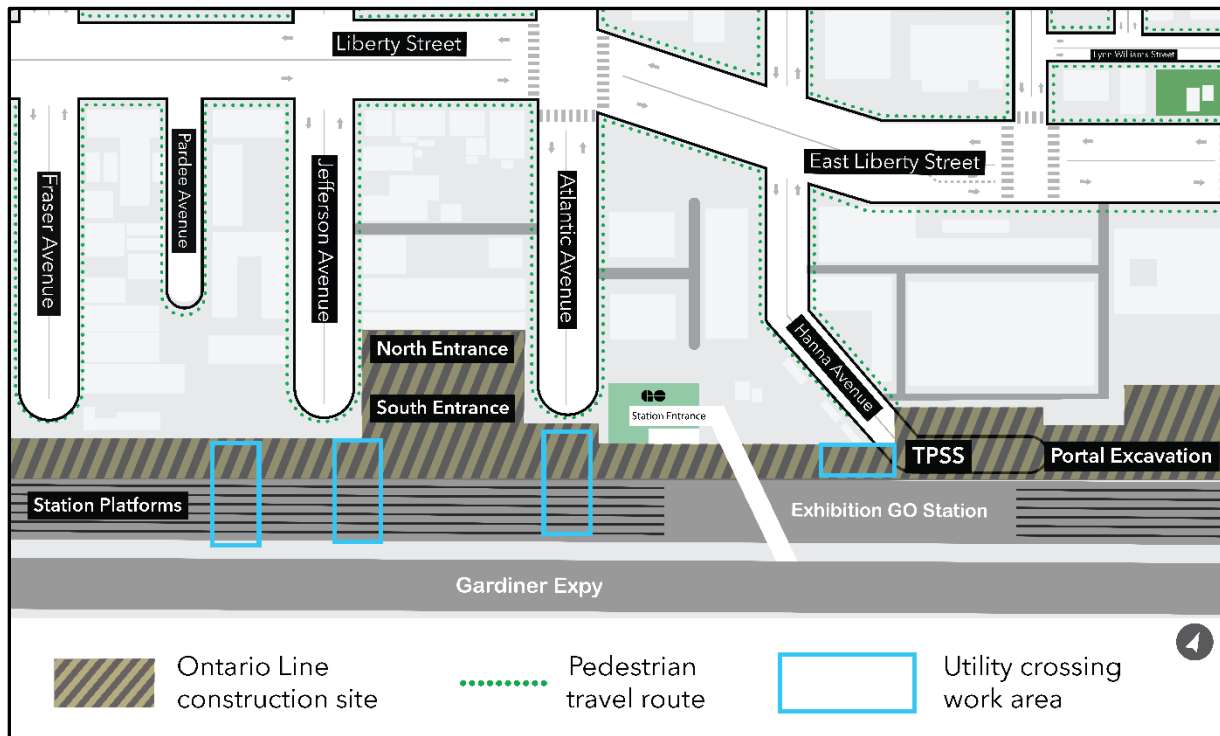 Liberty Street
Lynn Williams Street
Pardee Avenue
East Liberty Street
Fraser Avenue
Jefferson Avenue
Atlantic Avenue
Hanna Avenue
North Entrance
South Entrance
GO
Station Entrance
TPSS
Portal Excavation
Station Platforms
Exhibition GO Station
Gardiner Expy
Ontario Line
construction site
Pedestrian
travel route
Utility crossing
work area